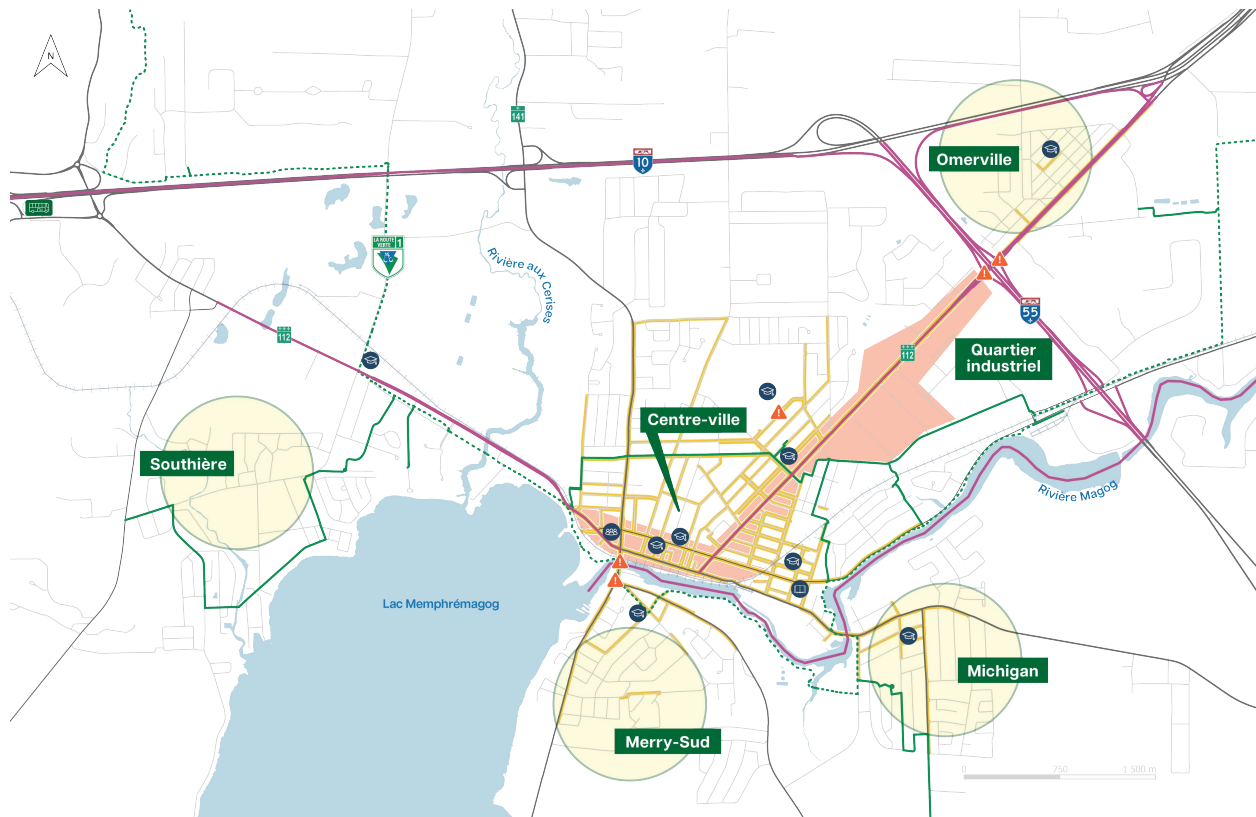 N
141
10
Omerville
LA ROUTE
VERTE 1
Rivière aux Cerises
112
55
112
Quartier
industriel
Centre-ville
Southière
Rivière Magog
Lac Memphrémagog
Michigan
Merry-Sud
0 750 1 500 m